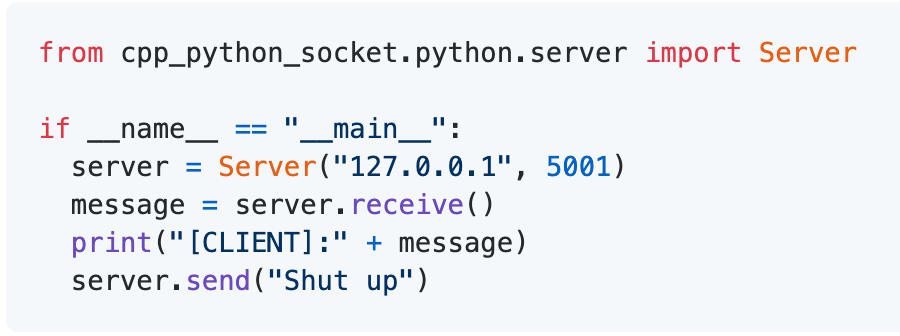 from cpp_python_socket.python.server import Server
if __name__ == "__main__":
server = Server("127.0.0.1", 5001)
message = server.receive()
print("[CLIENT]:" + message)
server.send("Shut up")